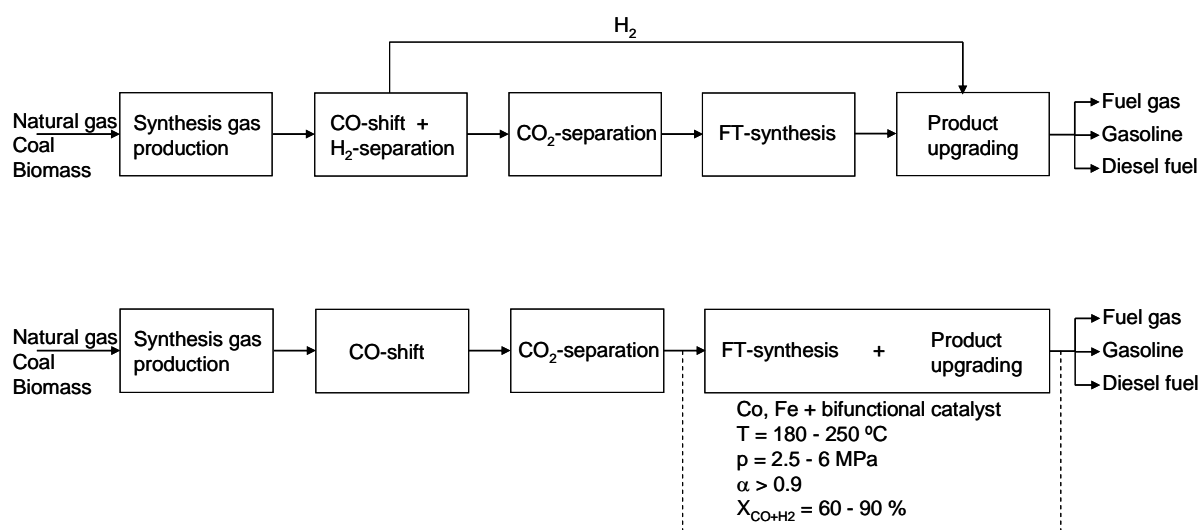 H2
Natural gas
Coal
Biomass
Synthesis gas
production
CO-shift +
H2-separation
CO2-separation
FT-synthesis
Product
upgrading
Fuel gas
Gasoline
Diesel fuel
Natural gas
Coal
Biomass
Synthesis gas
production
CO-shift
CO2-separation
FT-synthesis + Product
upgrading
Fuel gas
Gasoline
Diesel fuel
Co, Fe + bifunctional catalyst
T = 180 - 250 ºC
p = 2.5 - 6 MPa
α > 0.9
XCO+H2 = 60 - 90 %